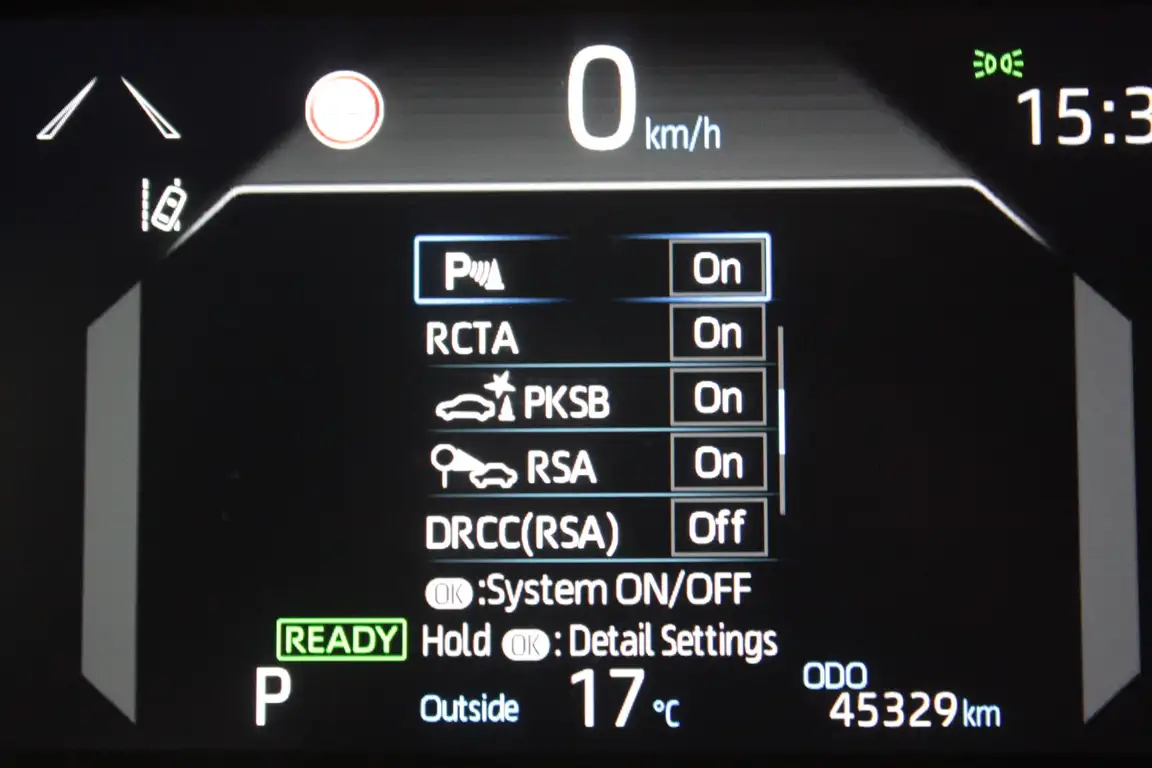 0 km/h
15:3
P On
RCTA On
PKSB On
RSA On
DRCC(RSA) Off
OK :System ON/OFF
READY Hold OK : Detail Settings
P Outside 17 °C ODO 45329 km